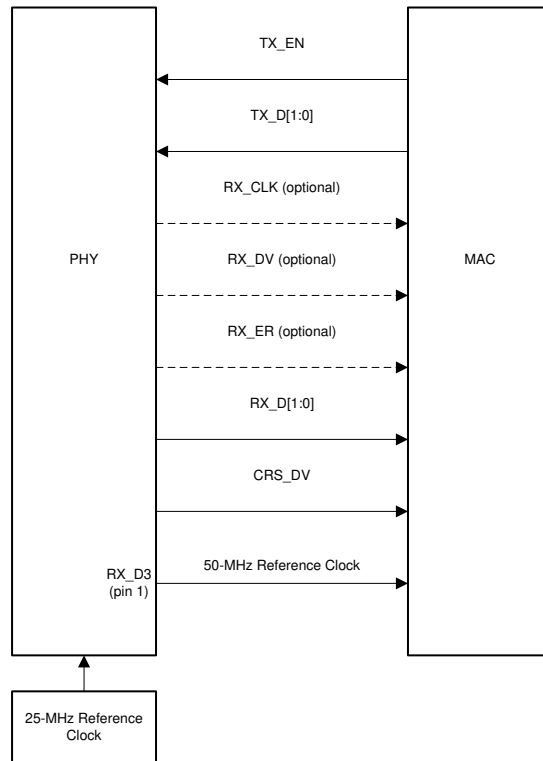 TX_EN
TX_D[1:0]
RX_CLK (optional)
PHY
RX_DV (optional)
MAC
RX_ER (optional)
RX_D[1:0]
CRS_DV
RX_D3
(pin 1)
50-MHz Reference Clock
25-MHz Reference
Clock